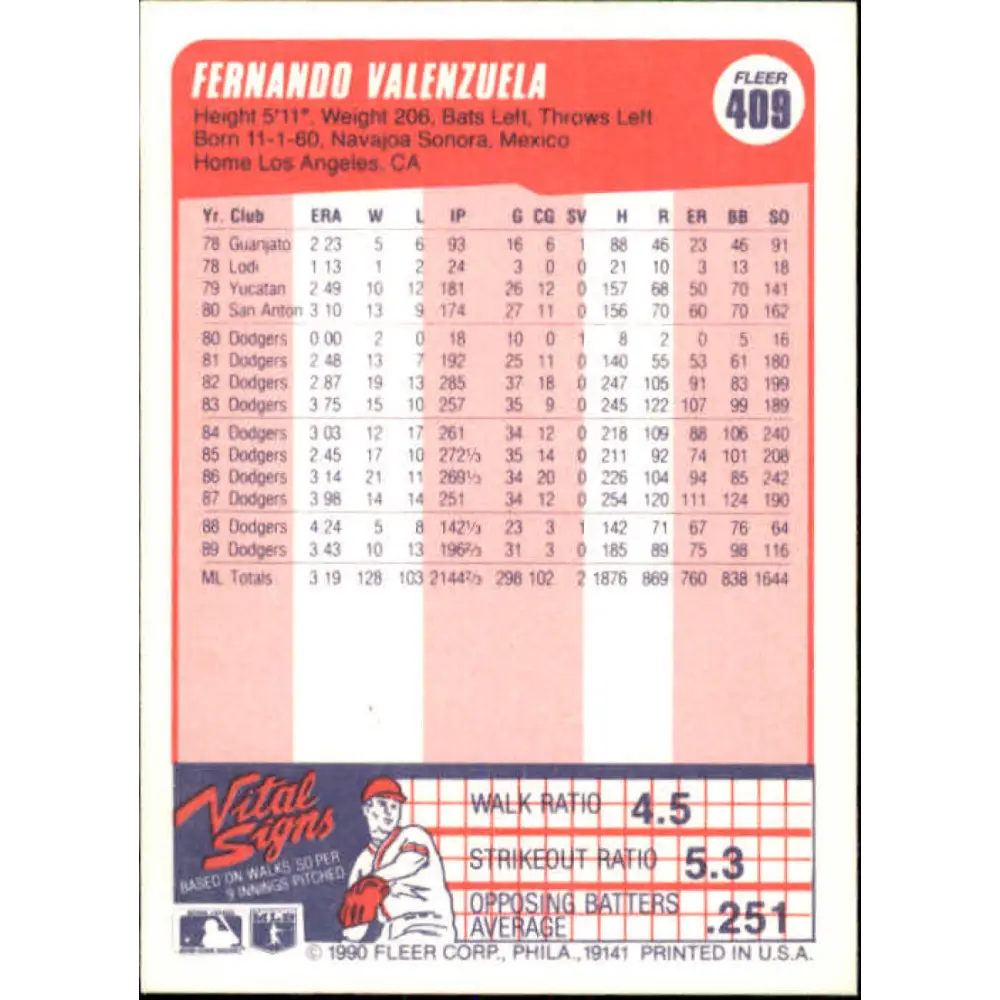 FERNANDO VALENZUELA
FLEER
409
Height 5'11", Weight 206, Bats Left, Throws Left
Born 11-1-60, Navajoa Sonora, Mexico
Home Los Angeles, CA
Yr. Club ERA W L IP G CG SV H R ER BB SO
78 Guanjato 2 23 5 6 93 16 6 1 88 46 23 46 91
78 Lodi 1 13 1 2 24 3 0 0 21 10 3 13 18
79 Yucatan 2 49 10 12 181 26 12 0 157 68 50 70 141
80 San Anton 3 10 13 9 174 27 11 0 156 70 60 70 162
80 Dodgers 0 00 2 0 18 10 0 1 8 2 0 5 16
81 Dodgers 2 48 13 7 192 25 11 0 140 55 53 61 180
82 Dodgers 2 87 19 13 285 37 18 0 247 105 91 83 199
83 Dodgers 3 75 15 10 257 35 9 0 245 122 107 99 189
84 Dodgers 3 03 12 17 261 34 12 0 218 109 88 106 240
85 Dodgers 2 45 17 10 272⅓ 35 14 0 211 92 74 101 208
86 Dodgers 3 14 21 11 269⅓ 34 20 0 226 104 94 85 242
87 Dodgers 3 98 14 14 251 34 12 0 254 120 111 124 190
88 Dodgers 4 24 5 8 142⅓ 23 3 1 142 71 67 76 64
89 Dodgers 3 43 10 13 196⅔ 31 3 0 185 89 75 98 116
ML Totals 3 19 128 103 2144⅔ 298 102 2 1876 869 760 838 1644
Vital
Signs
BASED ON WALKS, SO PER
9 INNINGS PITCHED
WALK RATIO 4.5
STRIKEOUT RATIO 5.3
OPPOSING BATTERS
AVERAGE .251
© 1990 FLEER CORP., PHILA., 19141 PRINTED IN U.S.A.